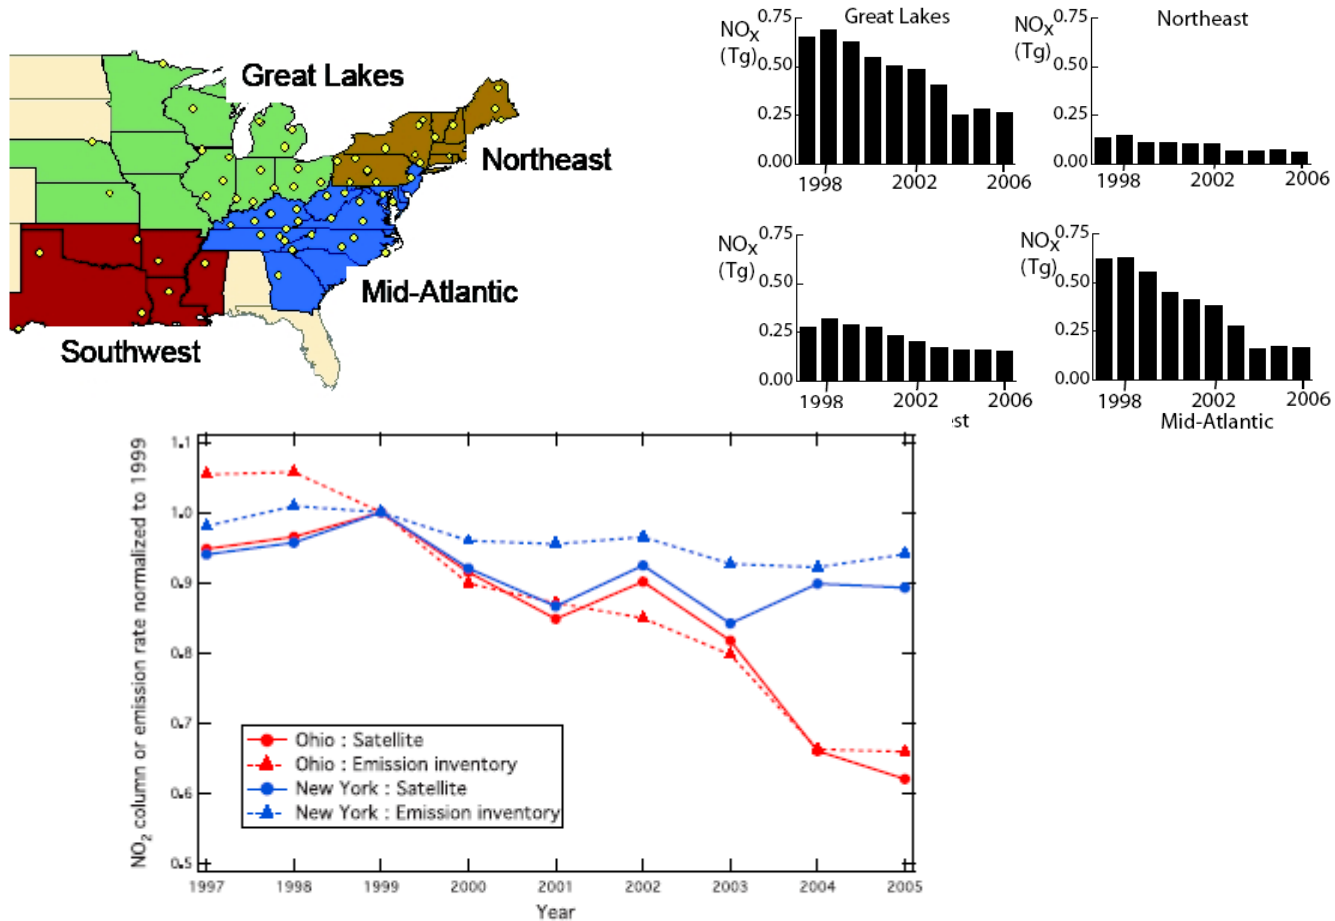 Great Lakes
Northeast
Mid-Atlantic
Southwest
NOx
(Tg)
Great Lakes
0.75
0.50
0.25
0.00
1998
2002
2006
NOx
(Tg)
Northeast
0.75
0.50
0.25
0.00
1998
2002
2006
NOx
(Tg)
0.75
0.50
0.25
0.00
1998
2002
2006
est
NOx
(Tg)
0.75
0.50
0.25
0.00
1998
2002
2006
Mid-Atlantic
NO2 column or emission rate normalized to 1999
1.1
1.0
0.9
0.8
0.7
0.6
0.5
Ohio : Satellite
Ohio : Emission inventory
New York : Satellite
New York : Emission inventory
1997
1998
1999
2000
2001
2002
2003
2004
2005
Year